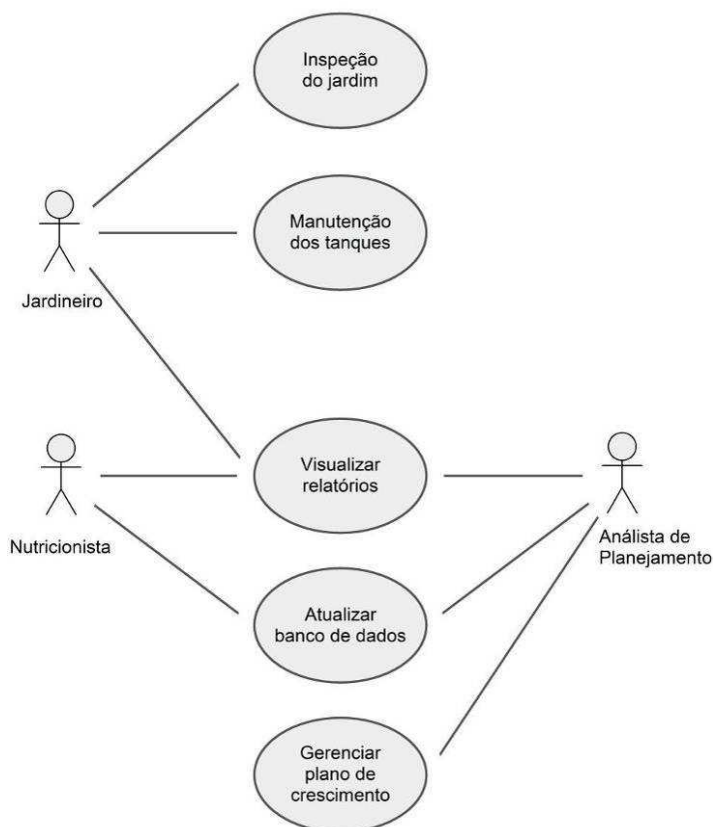 Inspeção
do jardim
Manutenção
dos tanques
Jardineiro
Visualizar
relatórios
Nutricionista
Análista de
Planejamento
Atualizar
banco de dados
Gerenciar
plano de
crescimento